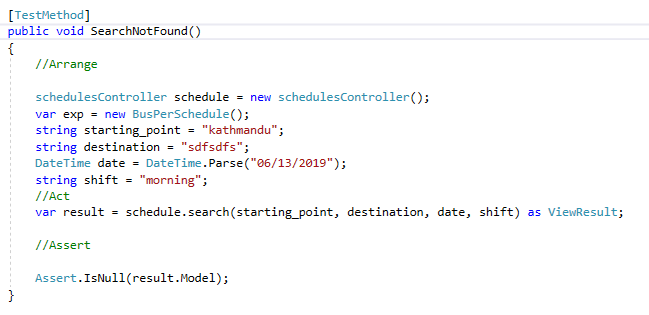 [TestMethod]
public void SearchNotFound()
{
//Arrange
schedulesController schedule = new schedulesController();
var exp = new BusPerSchedule();
string starting_point = "kathmandu";
string destination = "sdfsdfs";
DateTime date = DateTime.Parse("06/13/2019");
string shift = "morning";
//Act
var result = schedule.search(starting_point, destination, date, shift) as ViewResult;
//Assert
Assert.IsNull(result.Model);
}